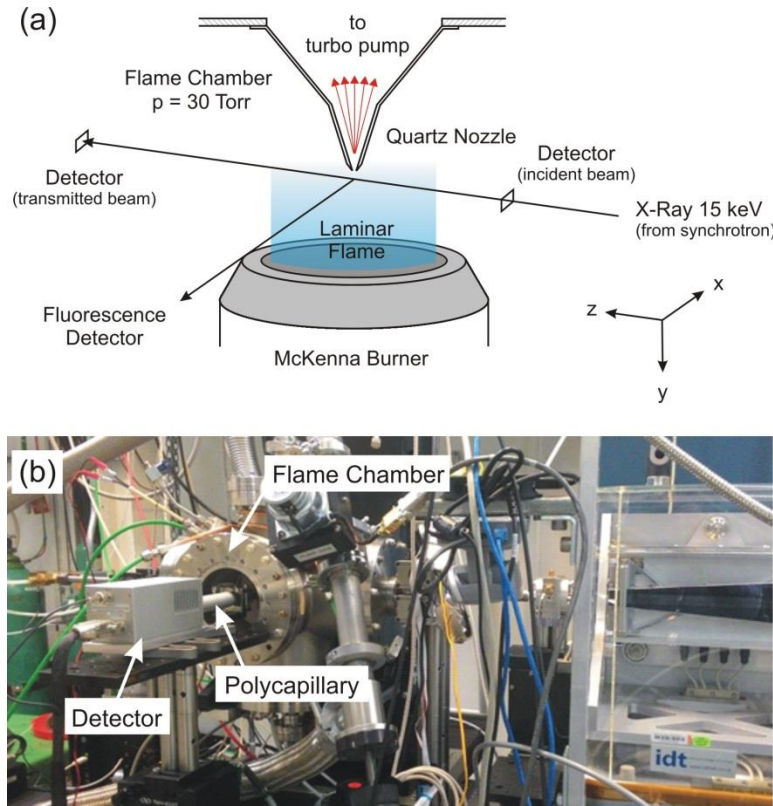 (a)
to
turbo pump
Flame Chamber
p = 30 Torr
Quartz Nozzle
Detector
(transmitted beam)
Detector
(incident beam)
X-Ray 15 keV
(from synchrotron)
Laminar
Flame
Fluorescence
Detector
McKenna Burner
x
z
y
(b)
Flame Chamber
Polycapillary
Detector
idt